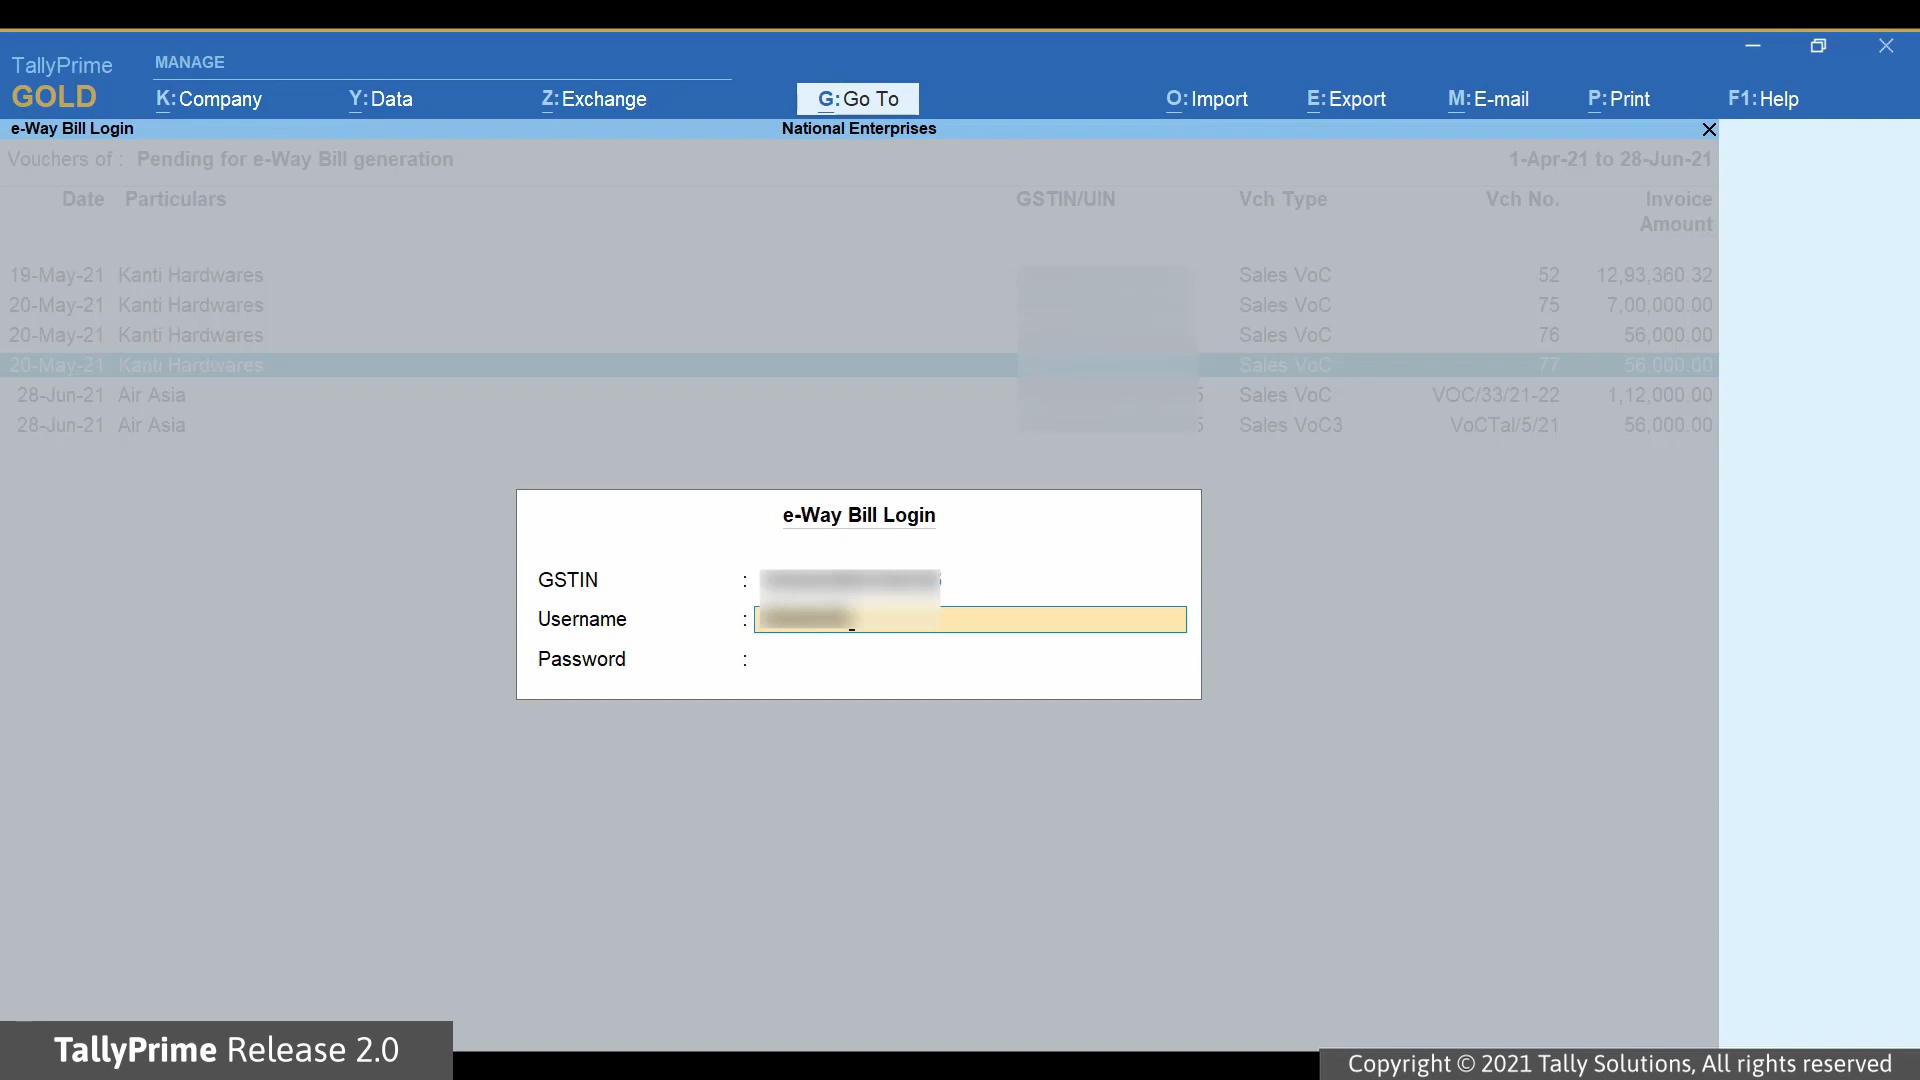 TallyPrime
GOLD
MANAGE
K: Company
Y: Data
Z: Exchange
G: Go To
O: Import
E: Export
M: E-mail
P: Print
F1: Help
e-Way Bill Login
National Enterprises
Vouchers of : Pending for e-Way Bill generation
1-Apr-21 to 28-Jun-21
Date Particulars GSTIN/UIN Vch Type Vch No. Invoice
Amount
19-May-21 Kanti Hardwares Sales VoC 52 12,93,360.32
20-May-21 Kanti Hardwares Sales VoC 75 7,00,000.00
20-May-21 Kanti Hardwares Sales VoC 76 56,000.00
20-May-21 Kanti Hardwares Sales VoC 77 56,000.00
28-Jun-21 Air Asia 5 Sales VoC VOC/33/21-22 1,12,000.00
28-Jun-21 Air Asia 5 Sales VoC3 VoCTal/5/21 56,000.00
e-Way Bill Login
GSTIN :
Username :
Password :
TallyPrime Release 2.0
Copyright © 2021 Tally Solutions, All rights reserved